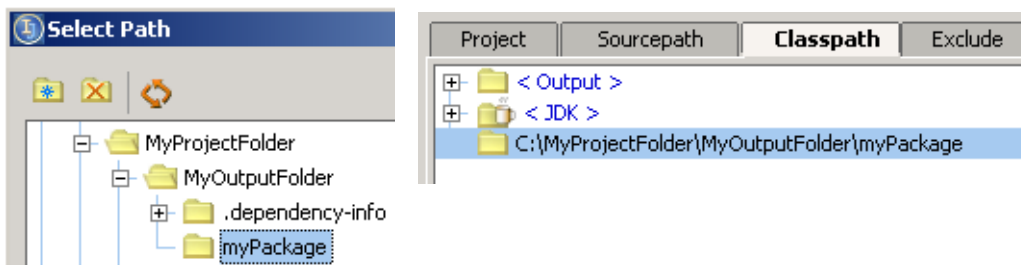 Select Path
MyProjectFolder
MyOutputFolder
.dependency-info
myPackage
Project Sourcepath Classpath Exclude
< Output >
< JDK >
C:\MyProjectFolder\MyOutputFolder\myPackage